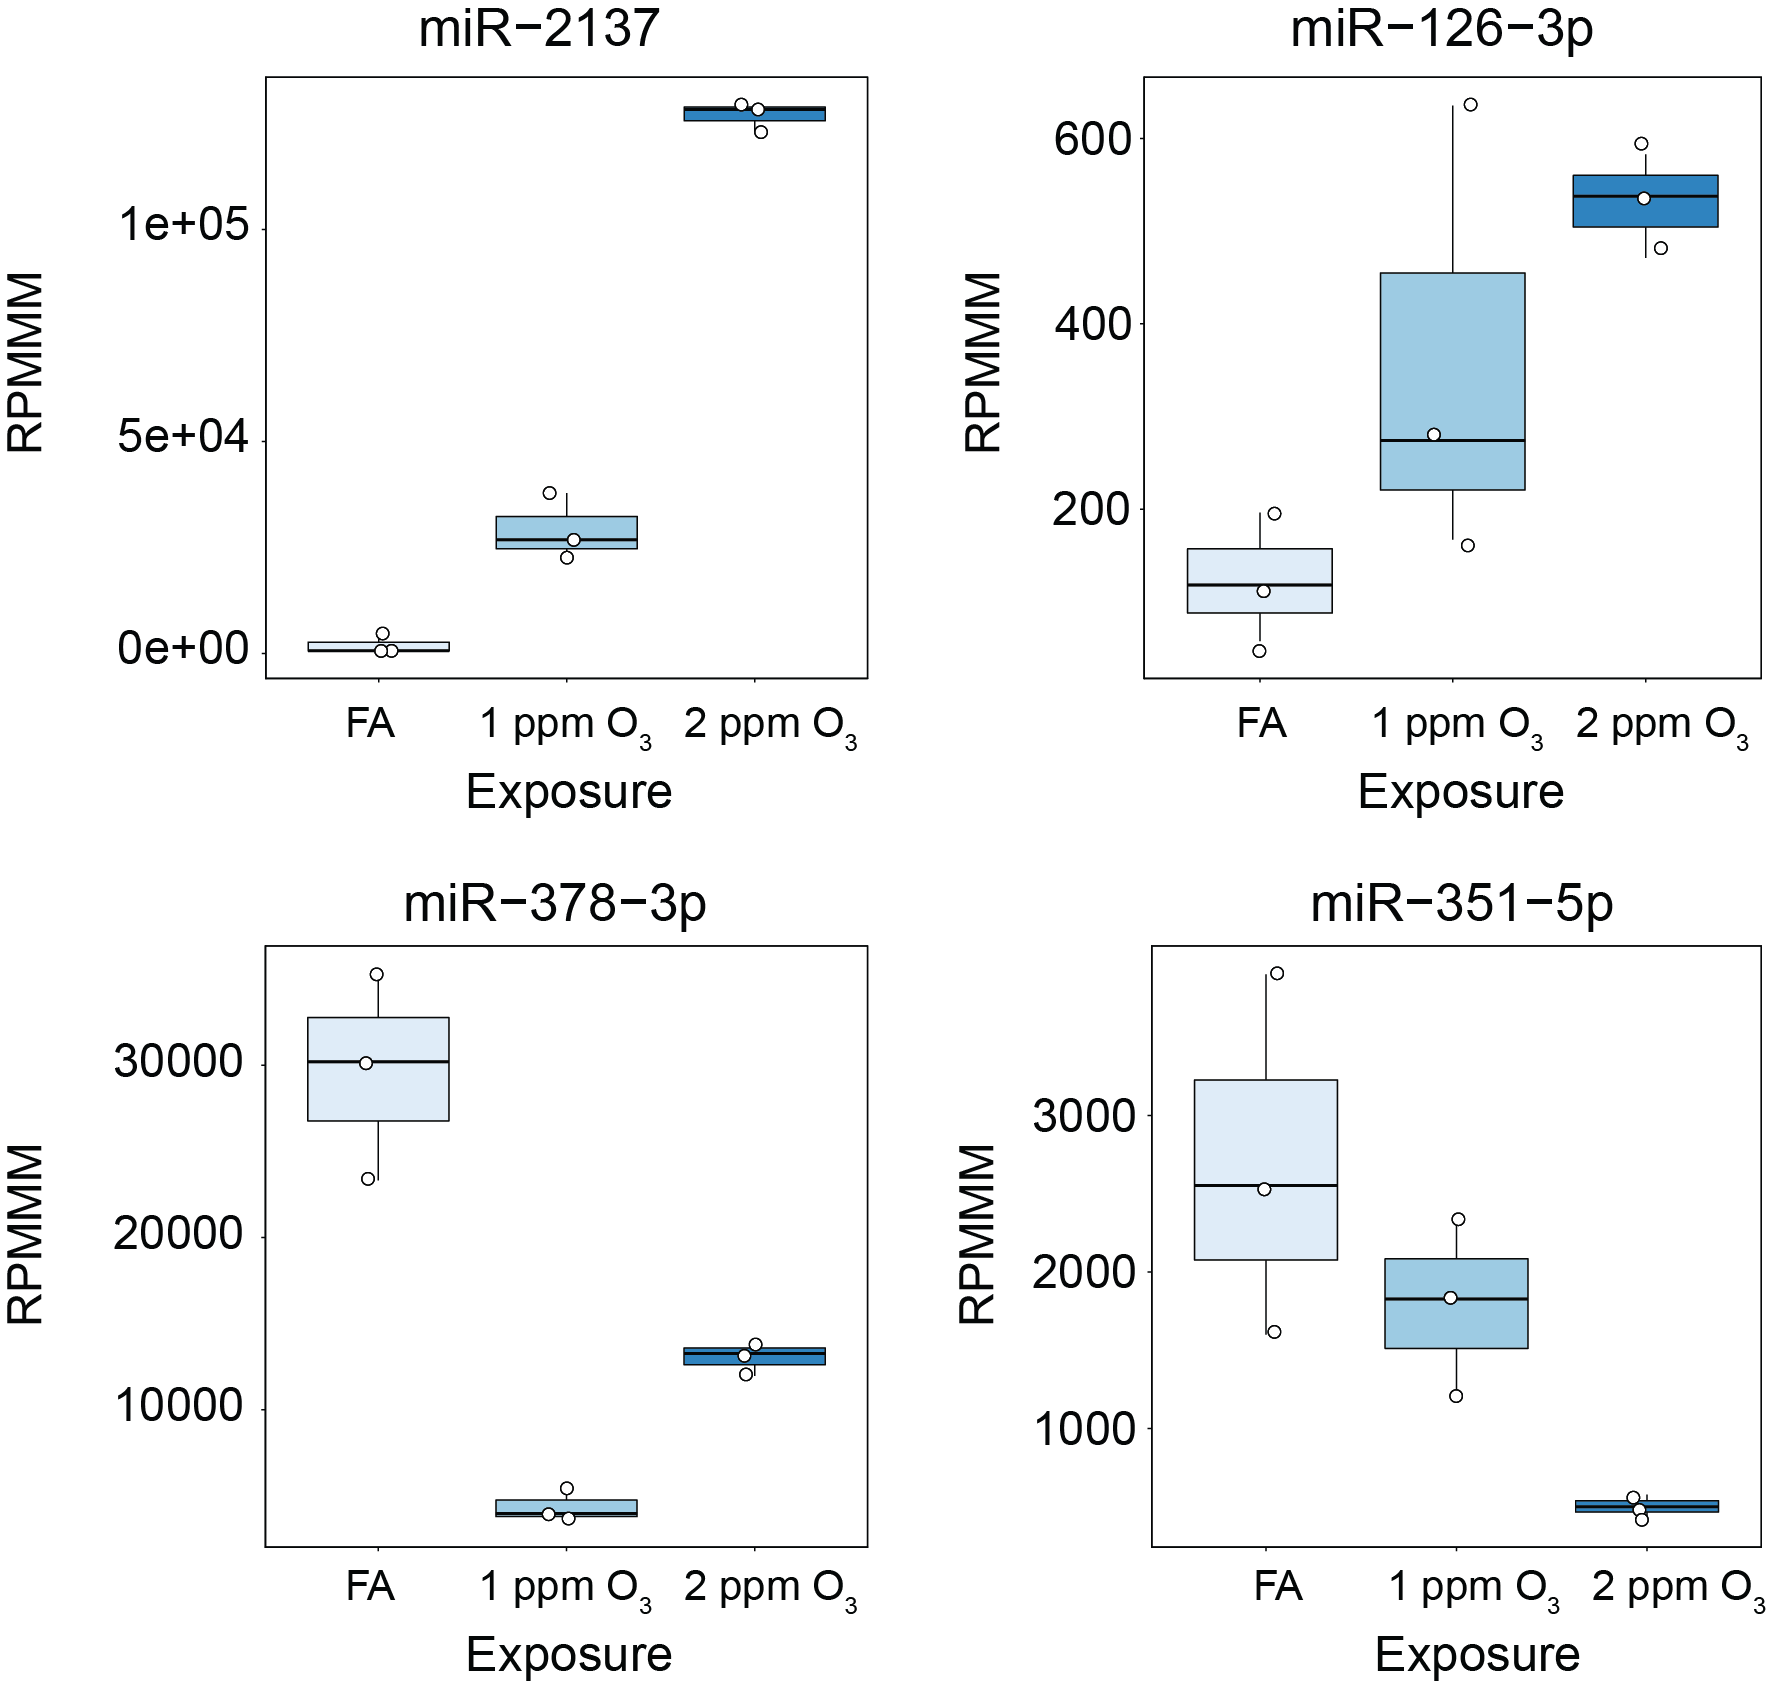 miR−2137
RPMMM
1e+05
5e+04
0e+00
FA 1 ppm O₃ 2 ppm O₃
Exposure
miR−126−3p
RPMMM
600
400
200
FA 1 ppm O₃ 2 ppm O₃
Exposure
miR−378−3p
RPMMM
30000
20000
10000
FA 1 ppm O₃ 2 ppm O₃
Exposure
miR−351−5p
RPMMM
3000
2000
1000
FA 1 ppm O₃ 2 ppm O₃
Exposure